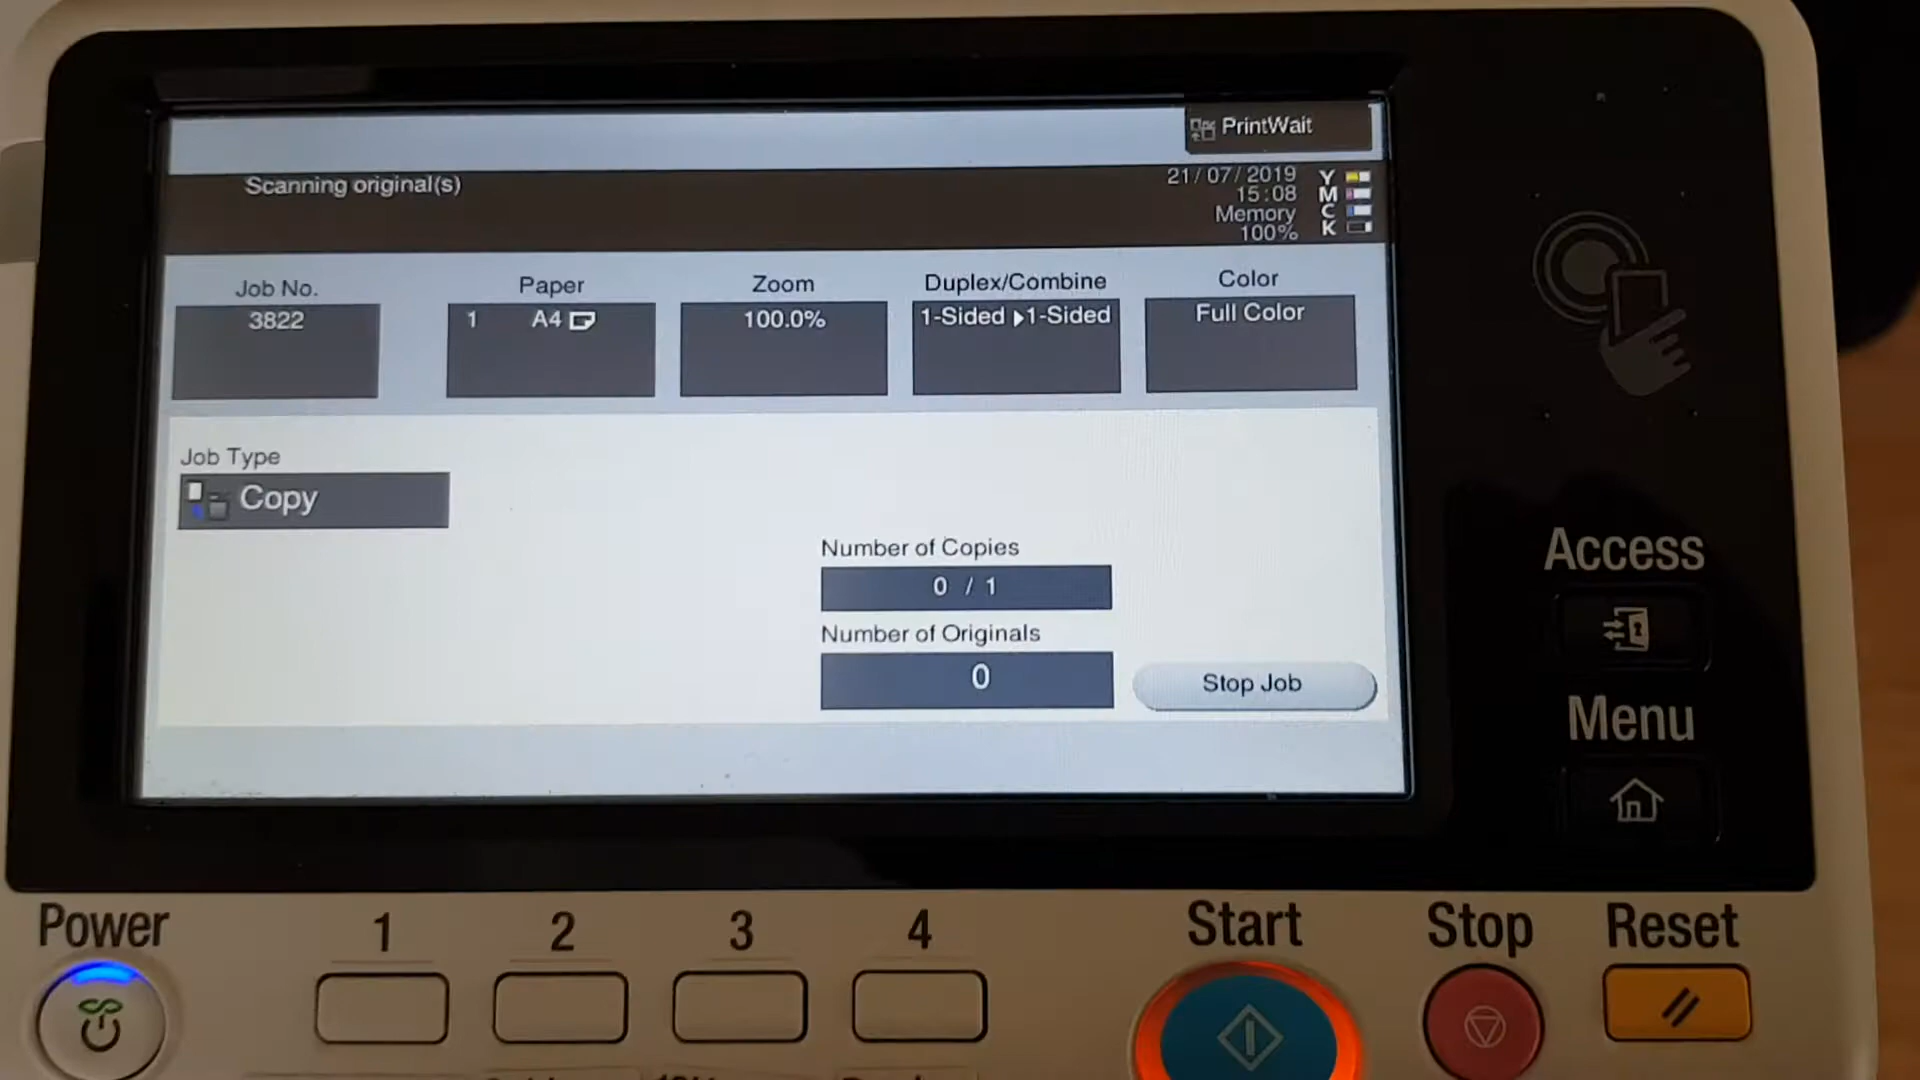 PrintWait
Scanning original(s)
21/07/2019
15:08
Memory
100%
Y
M
C
K
Job No.
3822
Paper
1 A4
Zoom
100.0%
Duplex/Combine
1-Sided ▶1-Sided
Color
Full Color
Job Type
Copy
Number of Copies
0 / 1
Number of Originals
0
Stop Job
Access
Menu
Power
1
2
3
4
Start
Stop
Reset